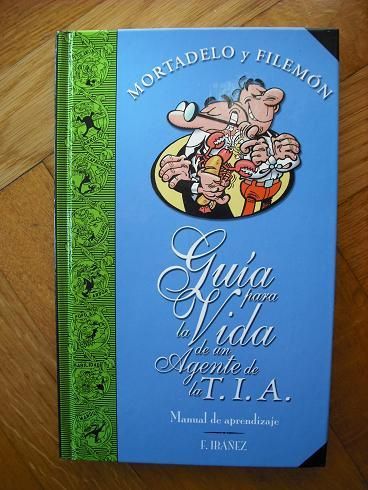 MORTADELO Y FILEMÓN
Guía
para
la Vida
de un
Agente de
la T.I.A.
Manual de aprendizaje
F. IBÁÑEZ